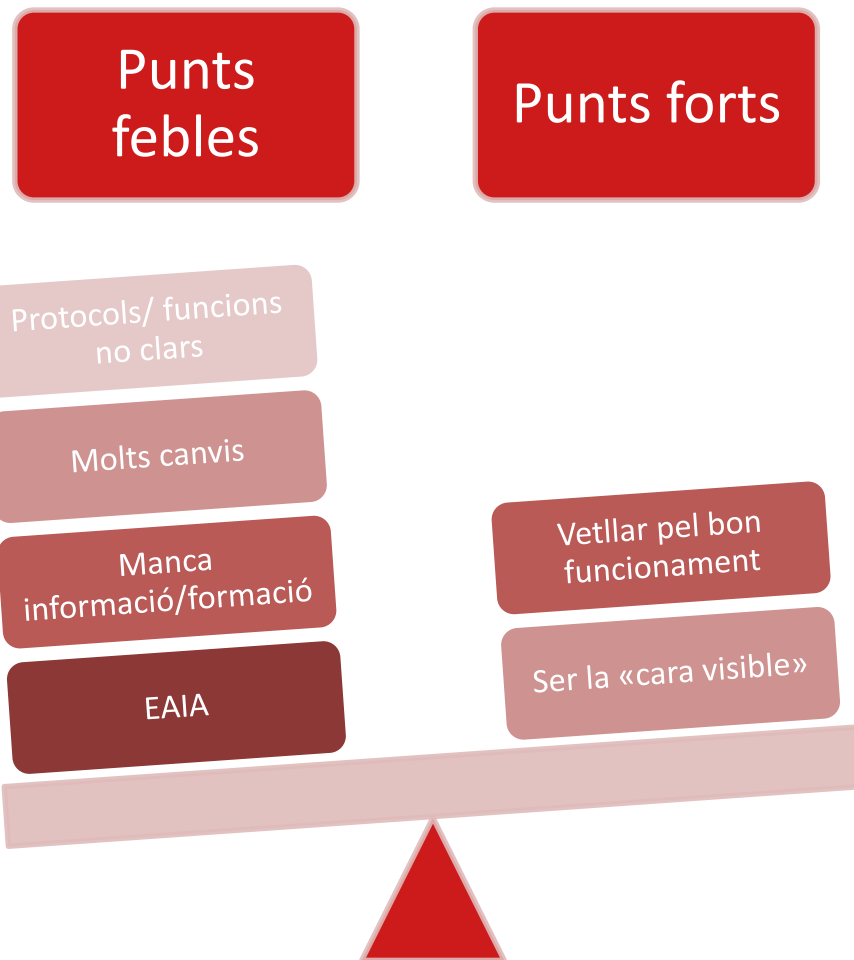 Punts
febles
Punts forts
Protocols/ funcions
no clars
Molts canvis
Manca
informació/formació
EAIA
Vetllar pel bon
funcionament
Ser la «cara visible»